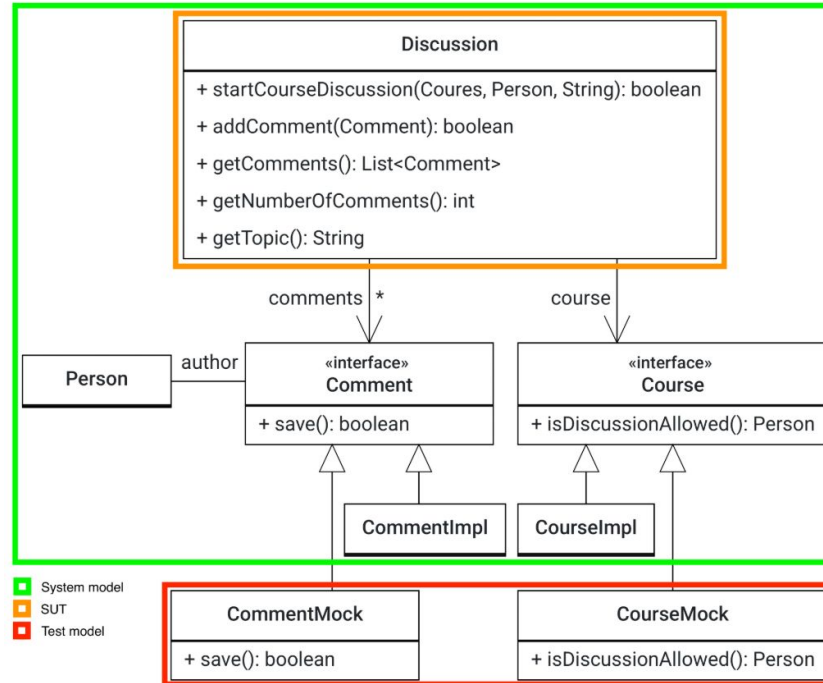 Discussion
+ startCourseDiscussion(Coures, Person, String): boolean
+ addComment(Comment): boolean
+ getComments(): List<Comment>
+ getNumberOfComments(): int
+ getTopic(): String
comments *
course
Person
author
«interface»
Comment
+ save(): boolean
«interface»
Course
+ isDiscussionAllowed(): Person
CommentImpl
CourseImpl
System model
SUT
Test model
CommentMock
+ save(): boolean
CourseMock
+ isDiscussionAllowed(): Person